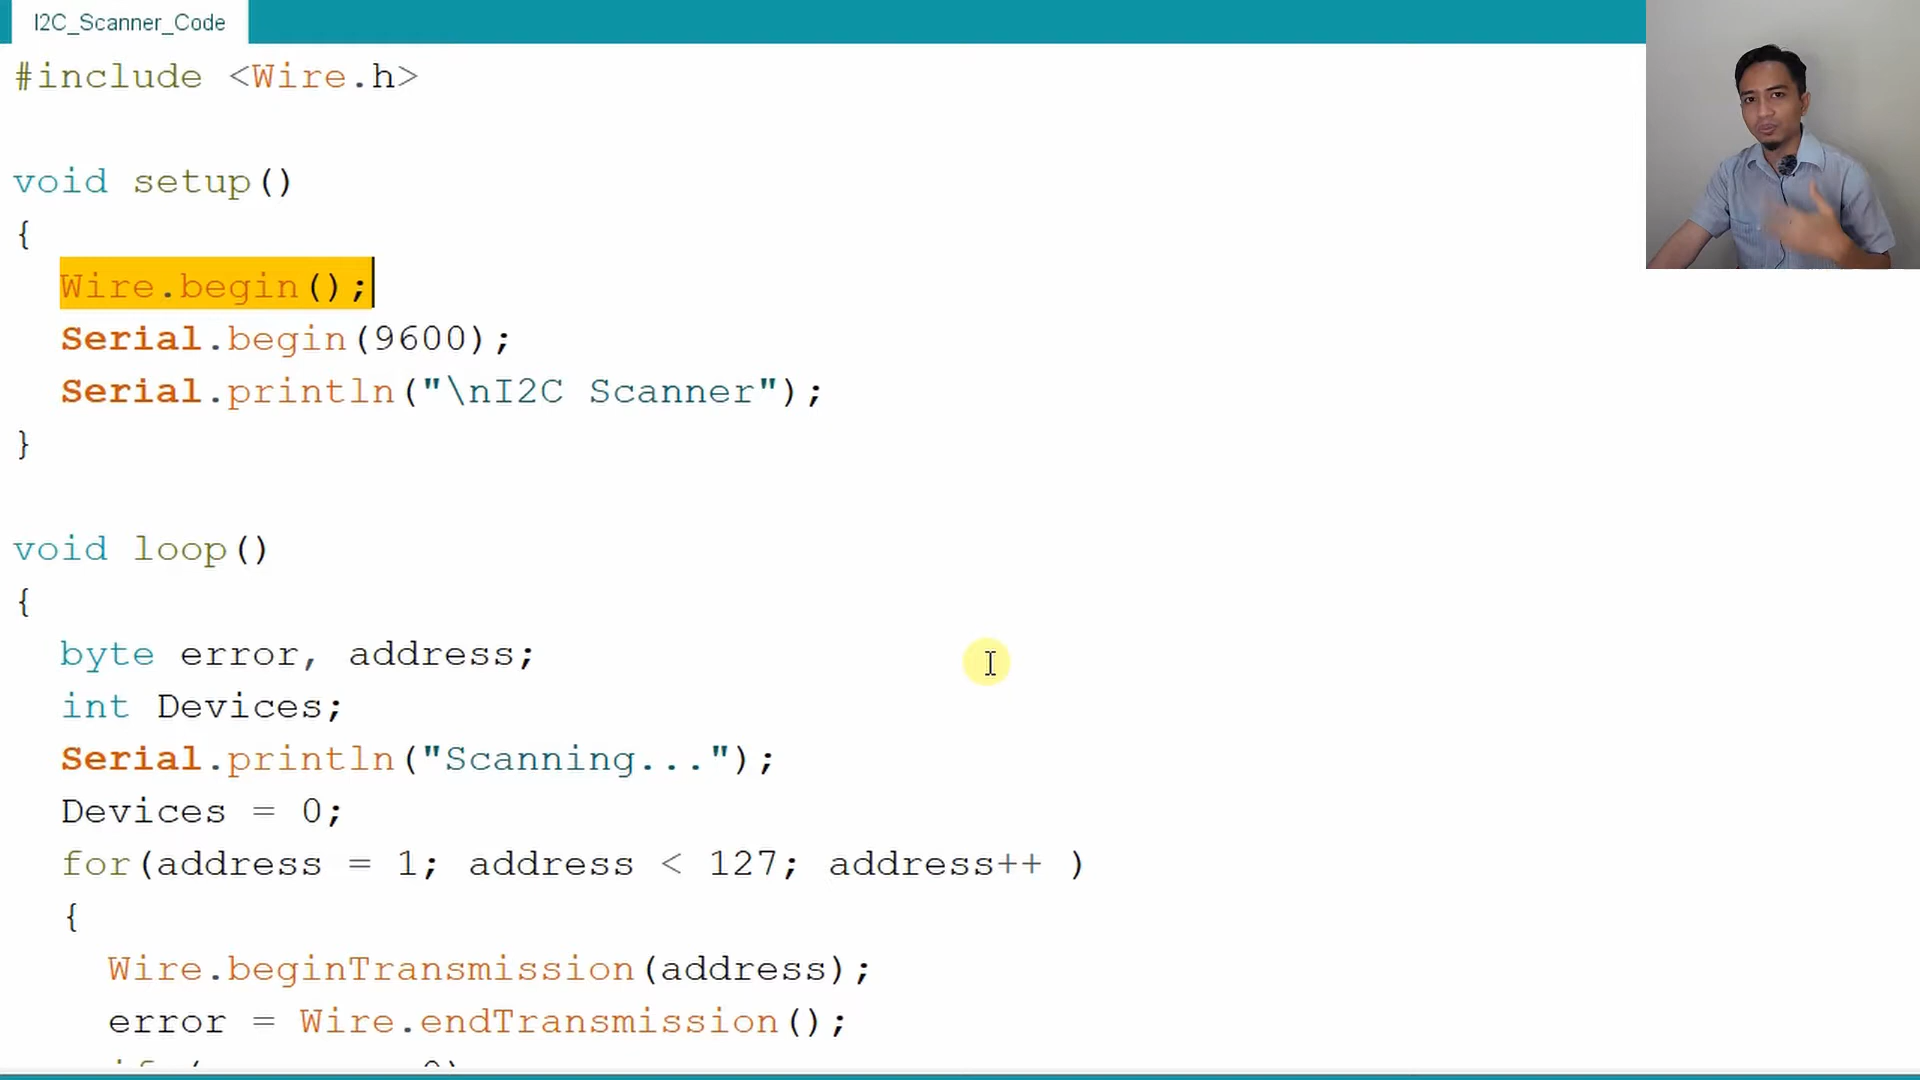 I2C_Scanner_Code
#include <Wire.h>
void setup()
{
Wire.begin();
Serial.begin(9600);
Serial.println("\nI2C Scanner");
}
void loop()
{
byte error, address;
int Devices;
Serial.println("Scanning...");
Devices = 0;
for(address = 1; address < 127; address++ )
{
Wire.beginTransmission(address);
error = Wire.endTransmission();